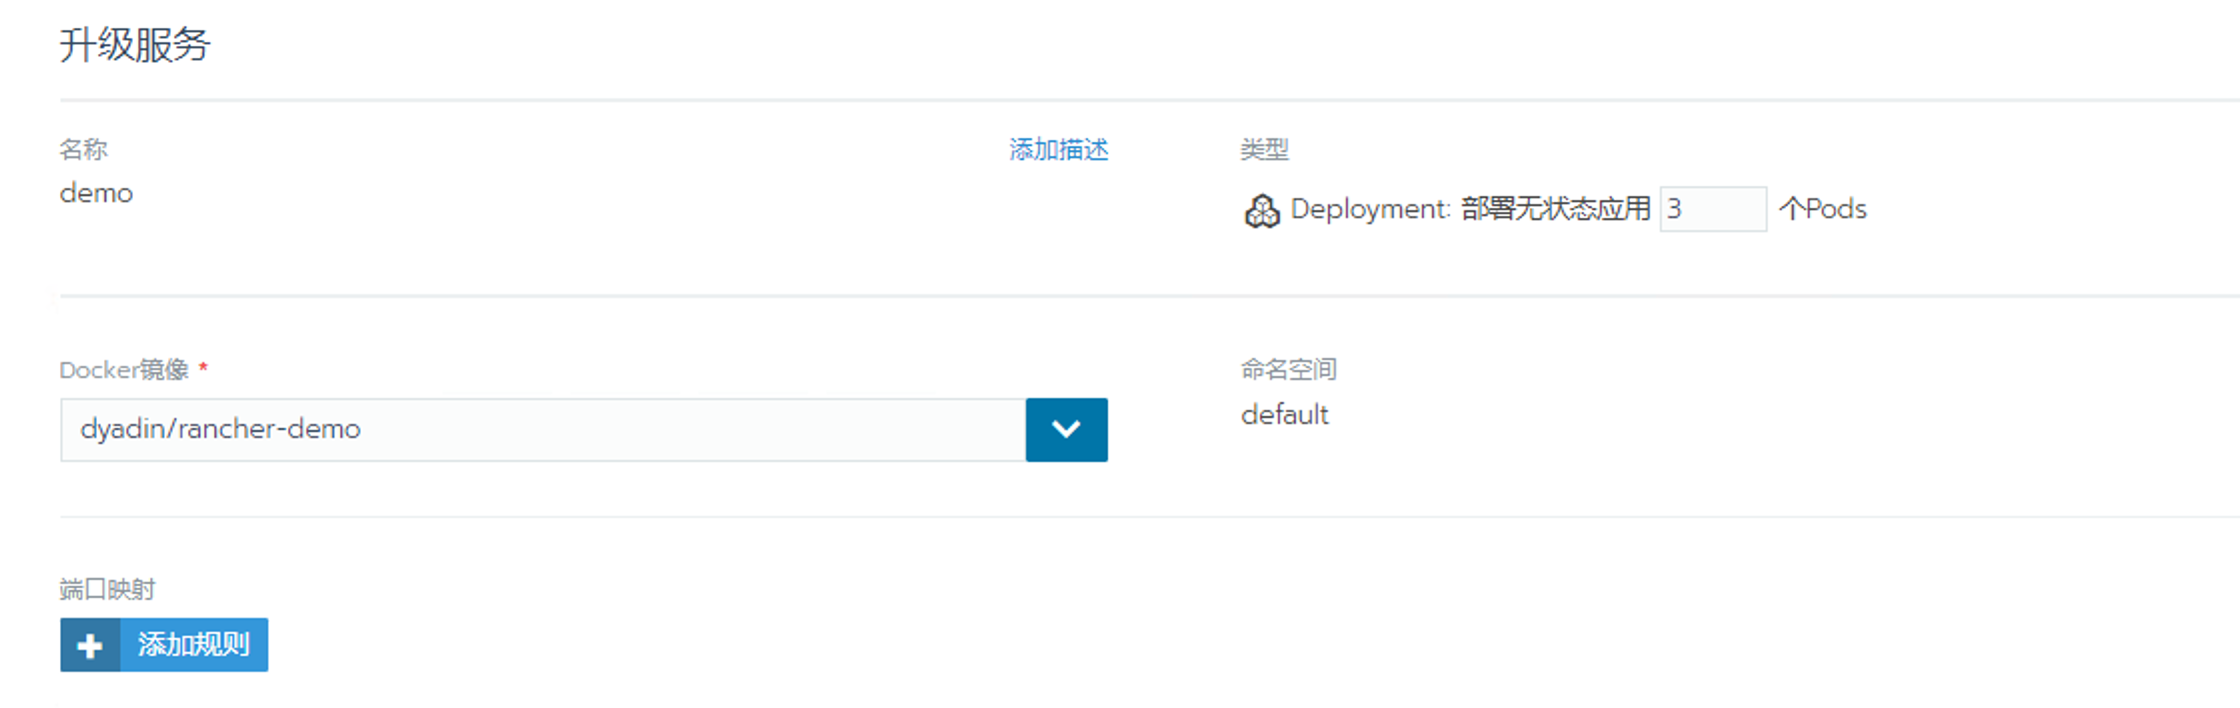 升级服务
名称
添加描述
类型
demo
Deployment: 部署无状态应用 3 个Pods
Docker镜像 *
命名空间
dyadin/rancher-demo
default
端口映射
添加规则